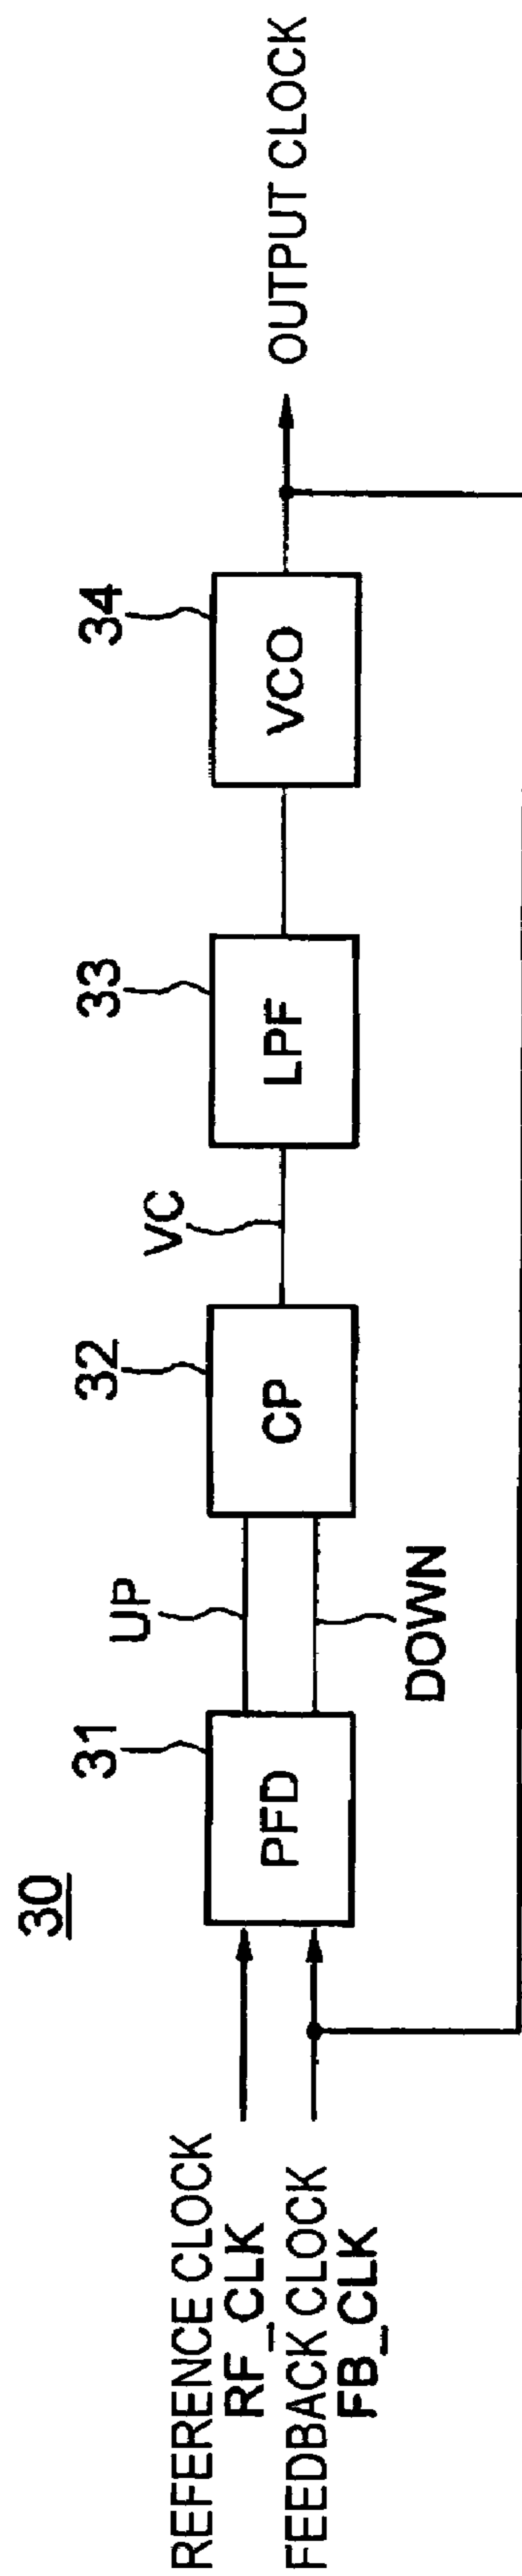 30
REFERENCE CLOCK
RF_CLK
FEEDBACK CLOCK
FB_CLK
31
PFD
UP
DOWN
32
CP
VC
33
LPF
34
VCO
OUTPUT CLOCK